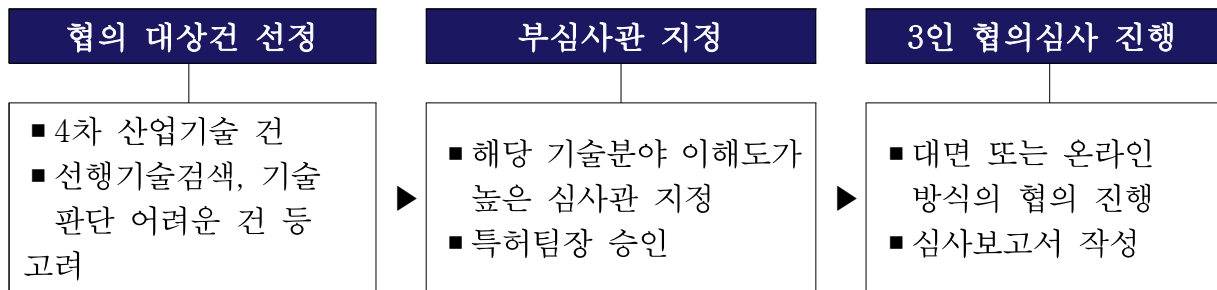 협의 대상건 선정
■ 4차 산업기술 건
■ 선행기술검색, 기술
판단 어려운 건 등
고려
▶
부심사관 지정
■ 해당 기술분야 이해도가
높은 심사관 지정
■ 특허팀장 승인
▶
3인 협의심사 진행
■ 대면 또는 온라인
방식의 협의 진행
■ 심사보고서 작성